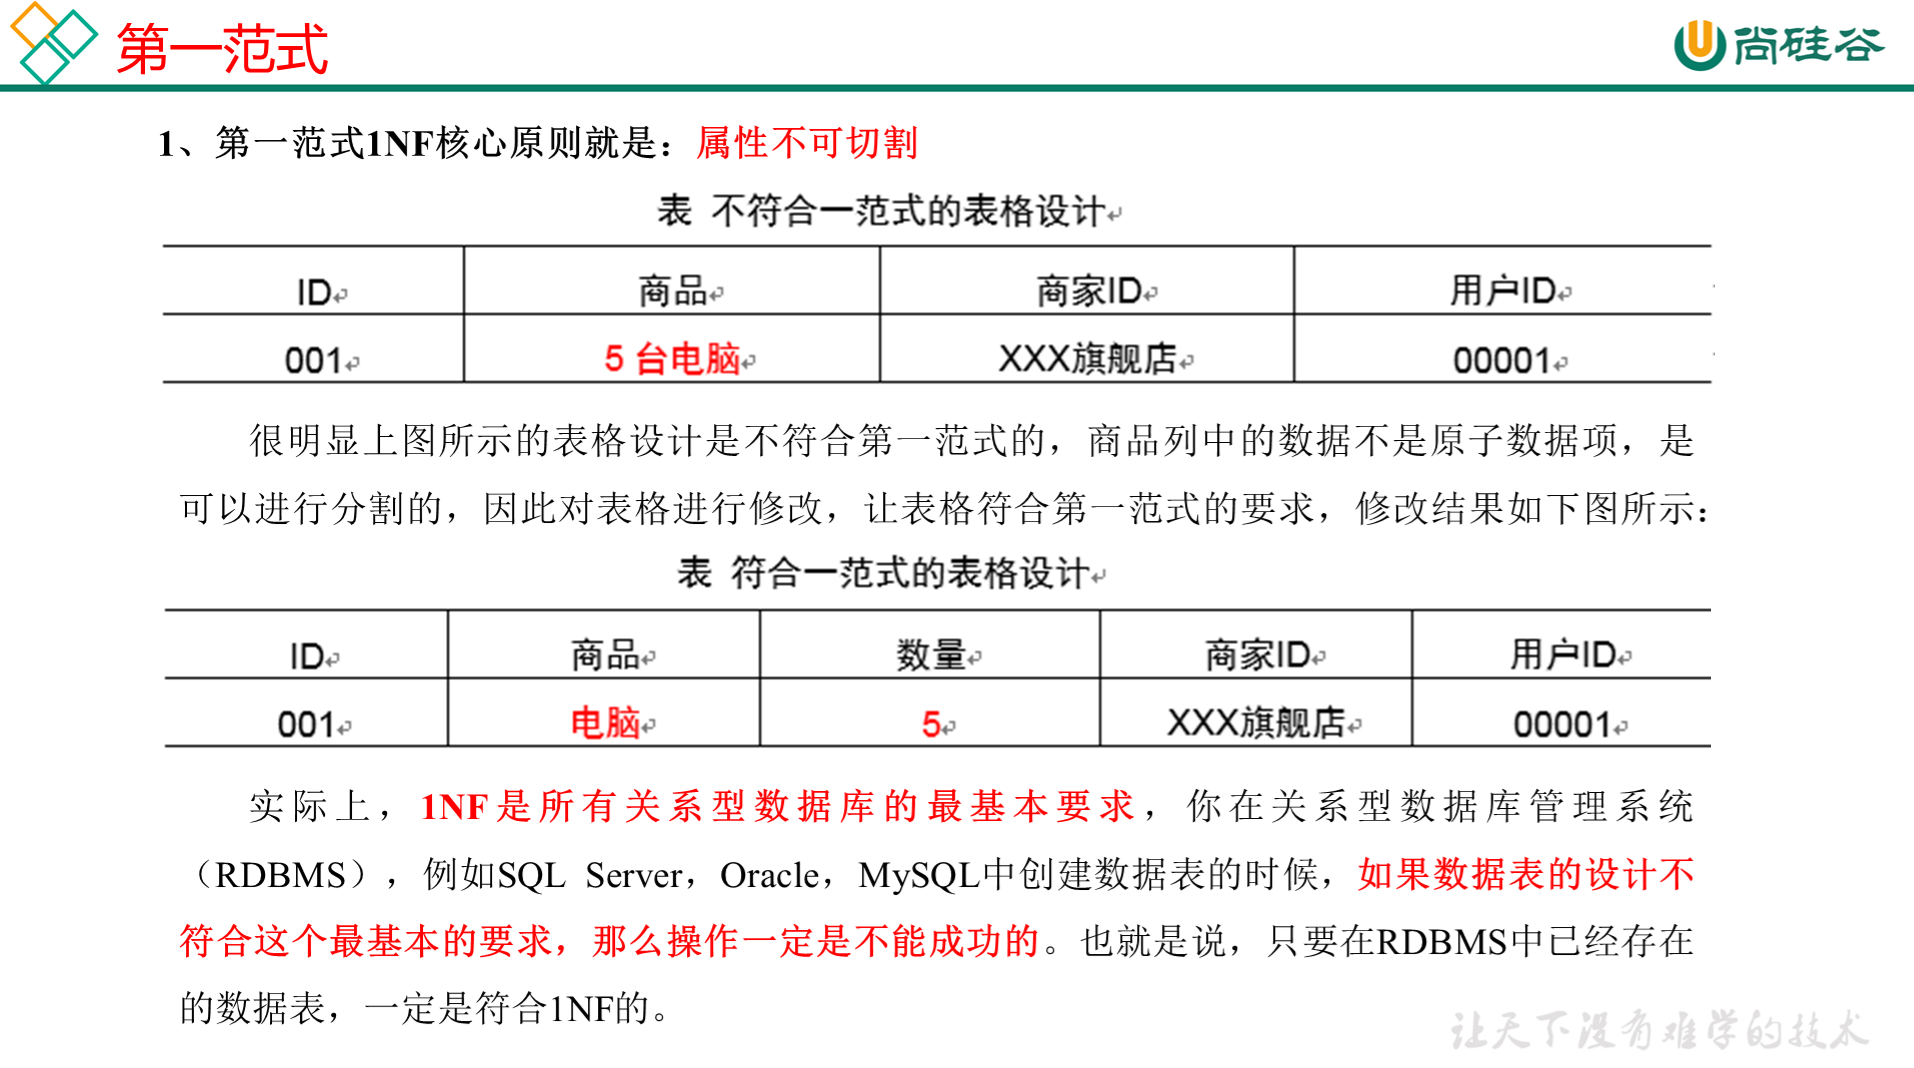 第一范式
尚硅谷
1、第一范式1NF核心原则就是：属性不可切割
表 不符合一范式的表格设计
ID 商品 商家ID 用户ID
001 5 台电脑 XXX旗舰店 00001
很明显上图所示的表格设计是不符合第一范式的，商品列中的数据不是原子数据项，是
可以进行分割的，因此对表格进行修改，让表格符合第一范式的要求，修改结果如下图所示：
表 符合一范式的表格设计
ID 商品 数量 商家ID 用户ID
001 电脑 5 XXX旗舰店 00001
实际上，1NF是所有关系型数据库的最基本要求，你在关系型数据库管理系统
（RDBMS），例如SQL Server，Oracle，MySQL中创建数据表的时候，如果数据表的设计不
符合这个最基本的要求，那么操作一定是不能成功的。也就是说，只要在RDBMS中已经存在
的数据表，一定是符合1NF的。
让天下没有难学的技术